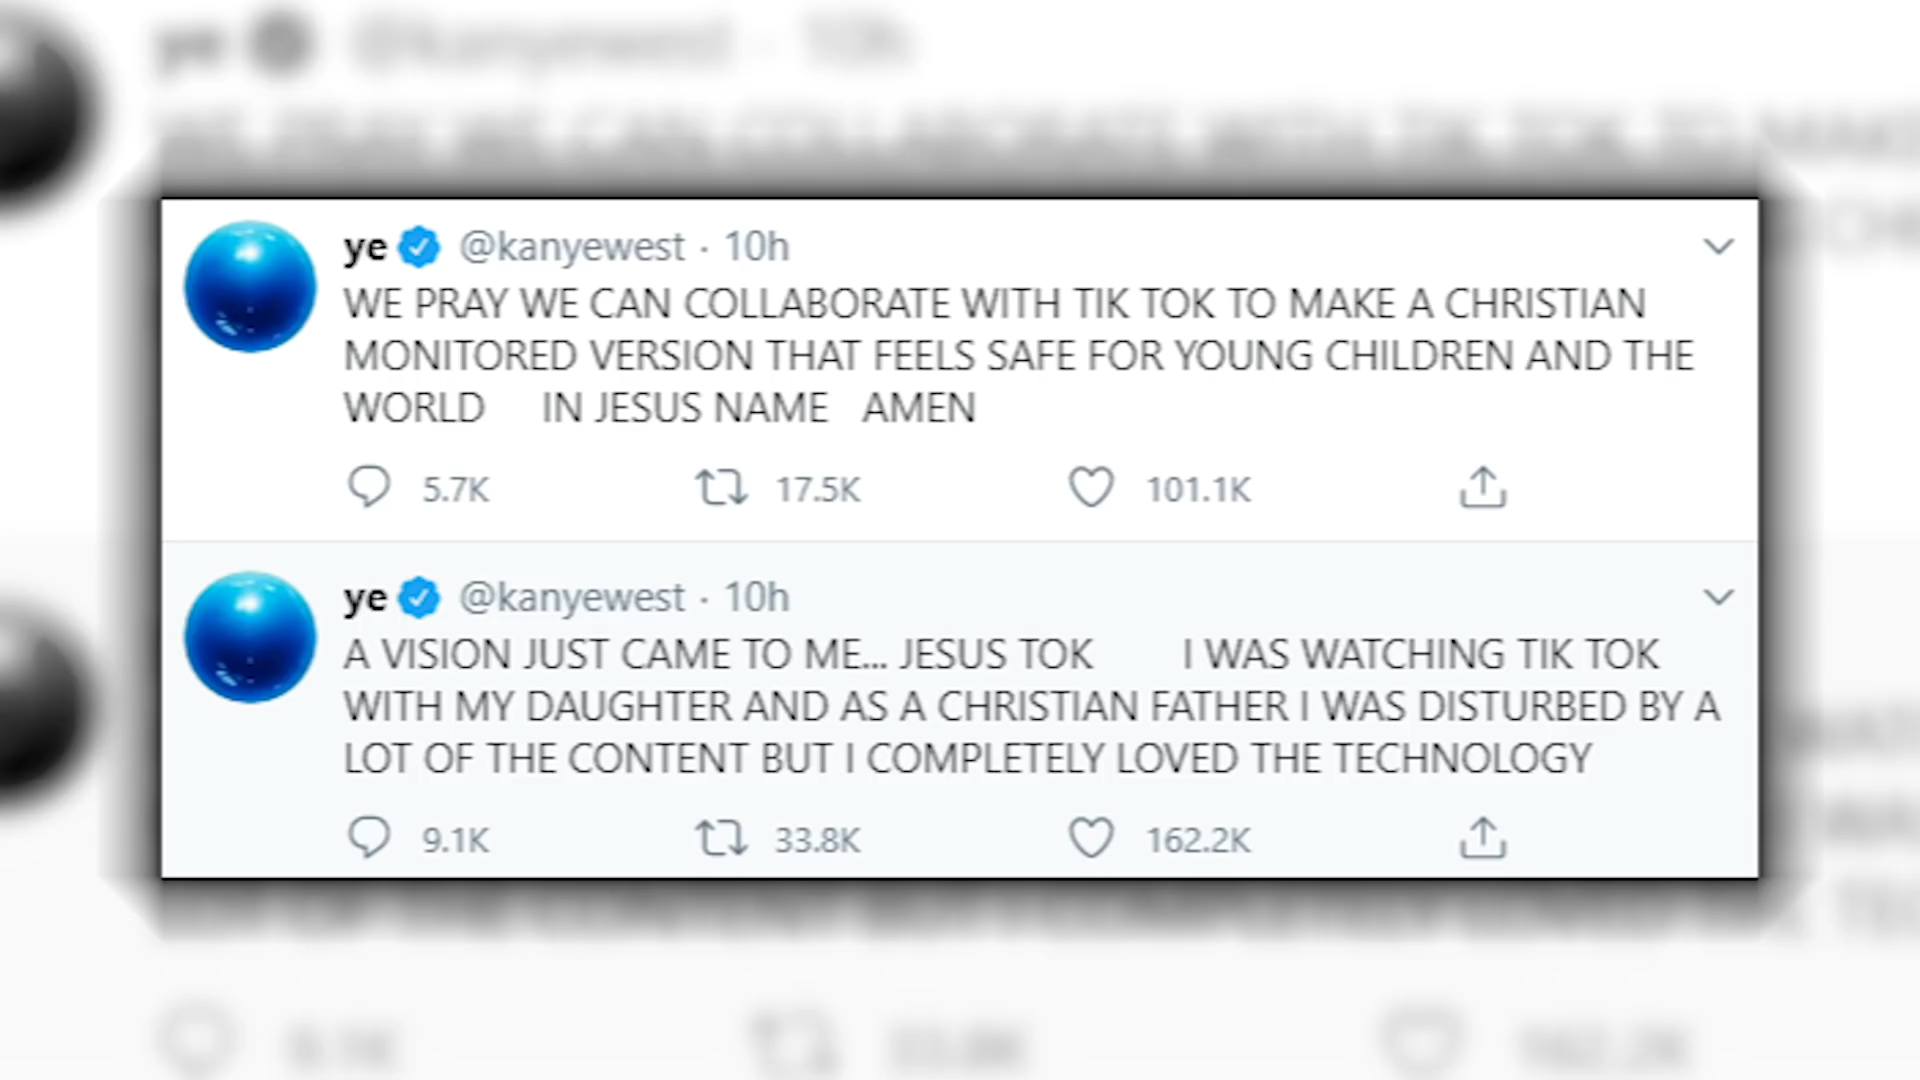 ye @kanyewest · 10h
WE PRAY WE CAN COLLABORATE WITH TIK TOK TO MAKE A CHRISTIAN
MONITORED VERSION THAT FEELS SAFE FOR YOUNG CHILDREN AND THE
WORLD IN JESUS NAME AMEN
5.7K 17.5K 101.1K
ye @kanyewest · 10h
A VISION JUST CAME TO ME... JESUS TOK I WAS WATCHING TIK TOK
WITH MY DAUGHTER AND AS A CHRISTIAN FATHER I WAS DISTURBED BY A
LOT OF THE CONTENT BUT I COMPLETELY LOVED THE TECHNOLOGY
9.1K 33.8K 162.2K